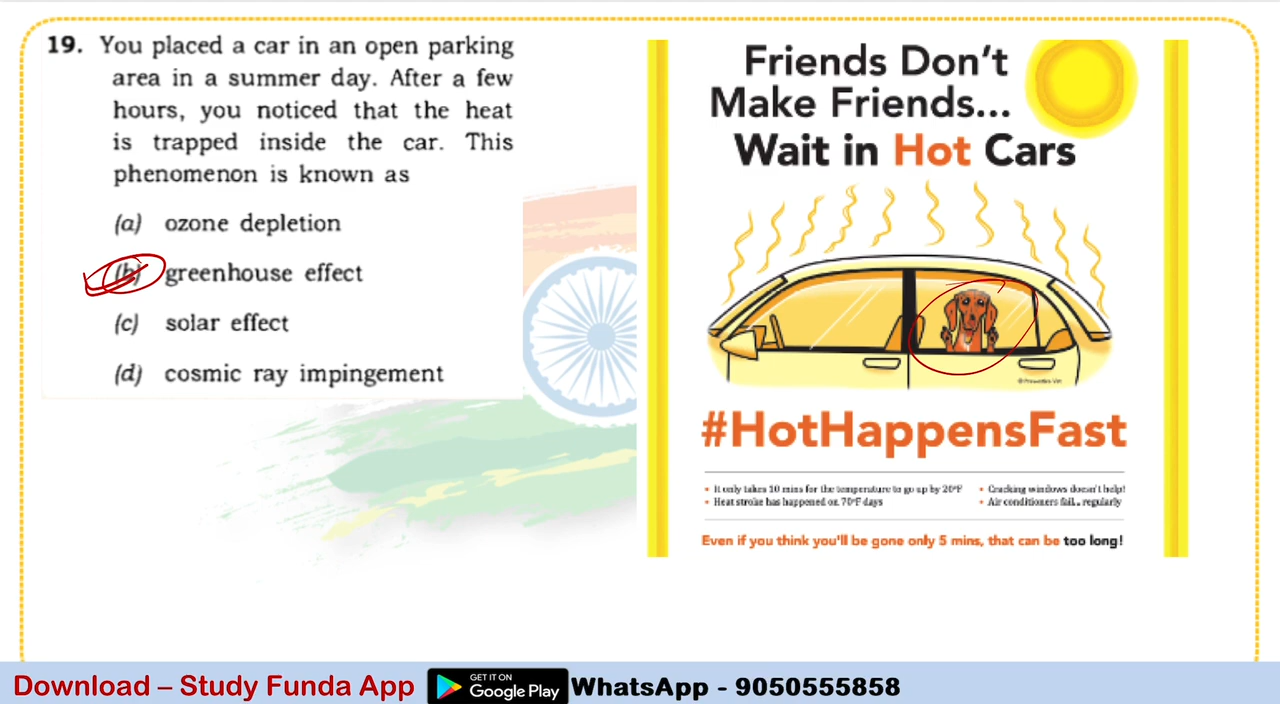 19. You placed a car in an open parking
area in a summer day. After a few
hours, you noticed that the heat
is trapped inside the car. This
phenomenon is known as
(a) ozone depletion
(b) greenhouse effect
(c) solar effect
(d) cosmic ray impingement
Friends Don't
Make Friends...
Wait in Hot Cars
#HotHappensFast
• It only takes 10 mins for the temperature to go up by 20°F
• Heat stroke has happened on 70°F days
• Cracking windows doesn't help!
• Air conditioners fail... regularly
Even if you think you'll be gone only 5 mins, that can be too long!
Download – Study Funda App
GET IT ON
Google Play
WhatsApp - 9050555858